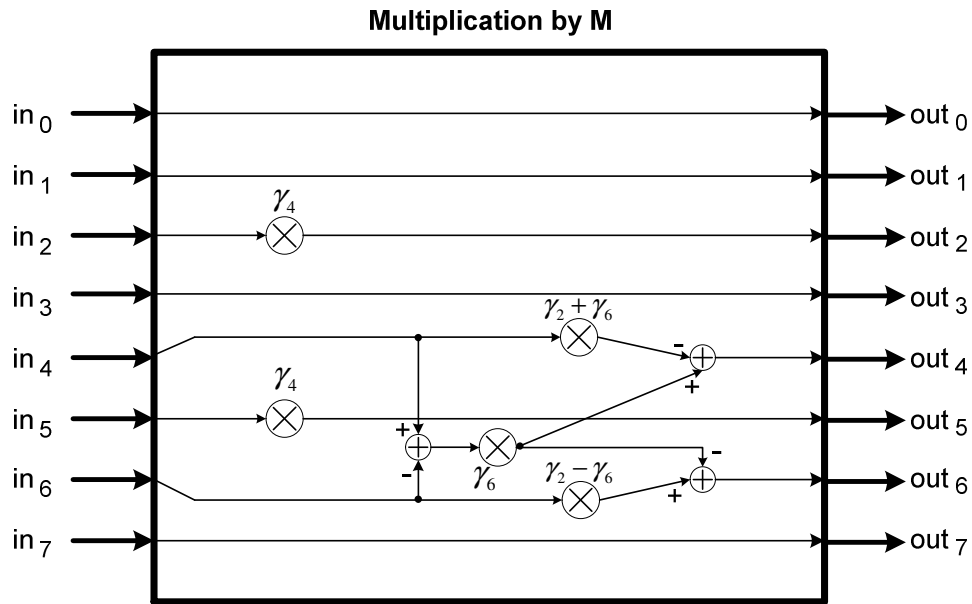 Multiplication by M
in 0
out 0
in 1
out 1
γ4
in 2
out 2
in 3
out 3
γ2 + γ6
in 4
-
+
out 4
γ4
in 5
out 5
+
-
γ6
-
+
γ2 − γ6
in 6
out 6
in 7
out 7